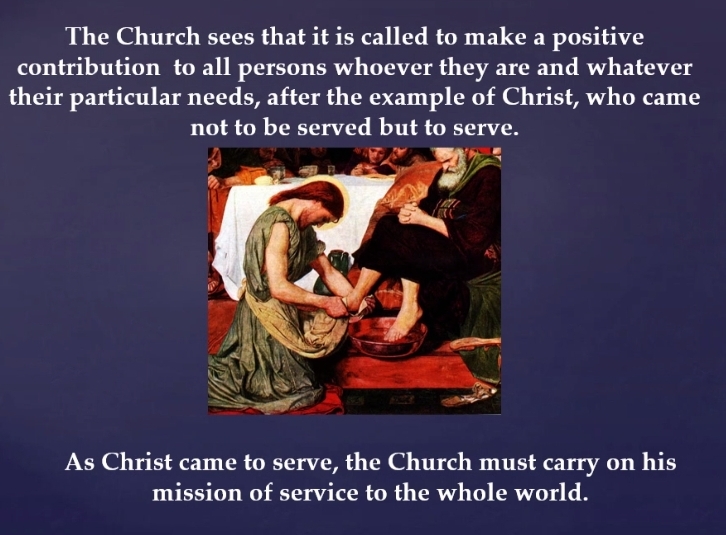 The Church sees that it is called to make a positive
contribution  to all persons whoever they are and whatever
their particular needs, after the example of Christ, who came
not to be served but to serve.
As Christ came to serve, the Church must carry on his
mission of service to the whole world.